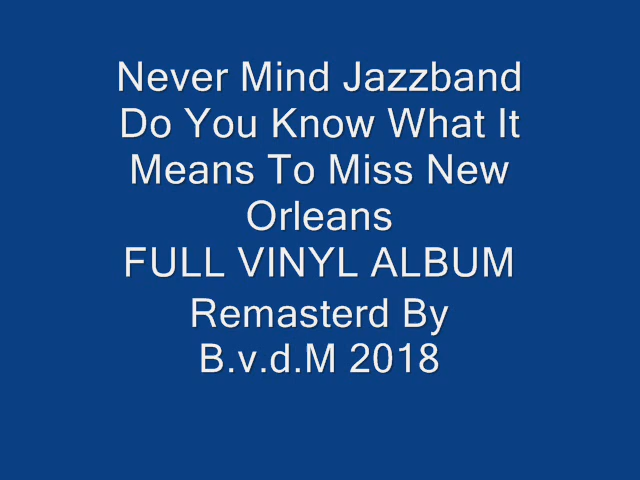 Never Mind Jazzband
Do You Know What It
Means To Miss New
Orleans
FULL VINYL ALBUM
Remasterd By
B.v.d.M 2018